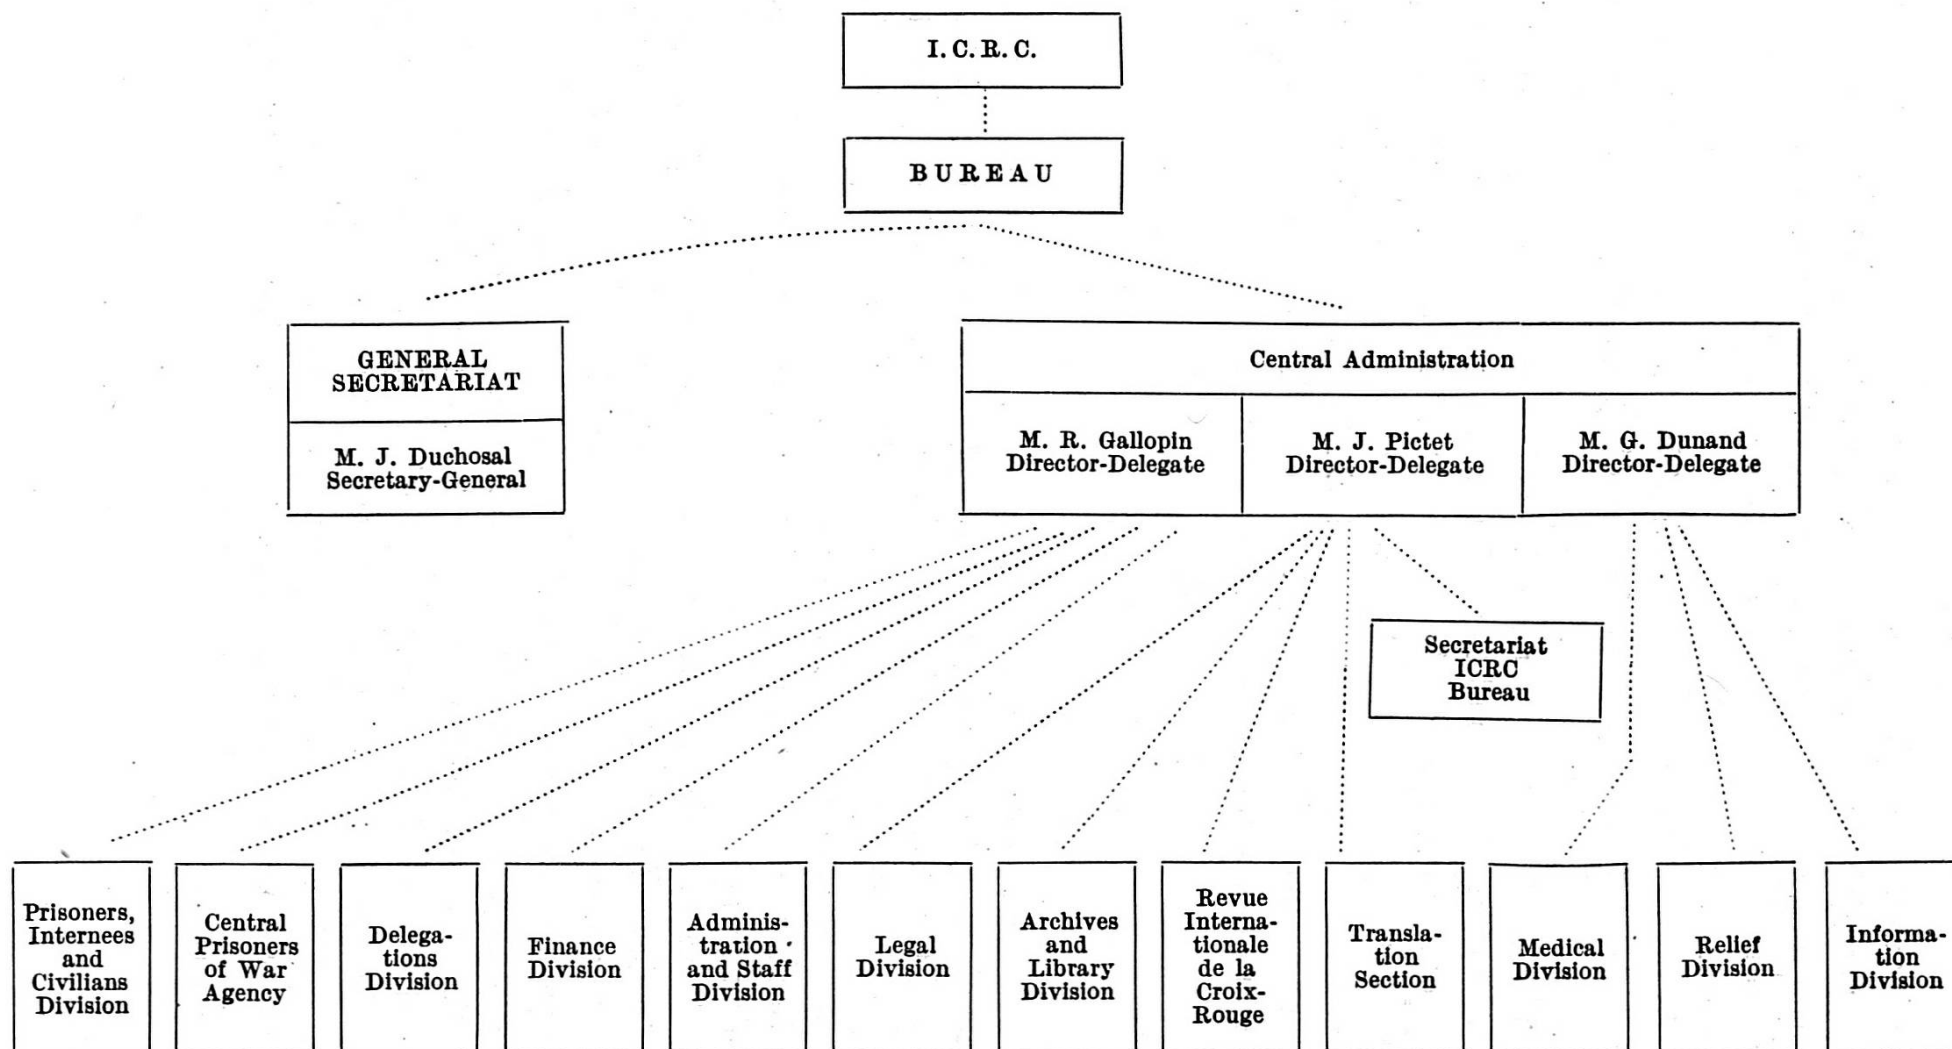 I. C. R. C.
BUREAU
GENERAL
SECRETARIAT
M. J. Duchosal
Secretary-General
Central Administration
M. R. Gallopin
Director-Delegate
M. J. Pictet
Director-Delegate
M. G. Dunand
Director-Delegate
Secretariat
ICRC
Bureau
Prisoners,
Internees
and
Civilians
Division
Central
Prisoners
of War
Agency
Delega-
tions
Division
Finance
Division
Adminis-
tration
and Staff
Division
Legal
Division
Archives
and
Library
Division
Revue
Interna-
tionale
de la
Croix-
Rouge
Transla-
tion
Section
Medical
Division
Relief
Division
Informa-
tion
Division